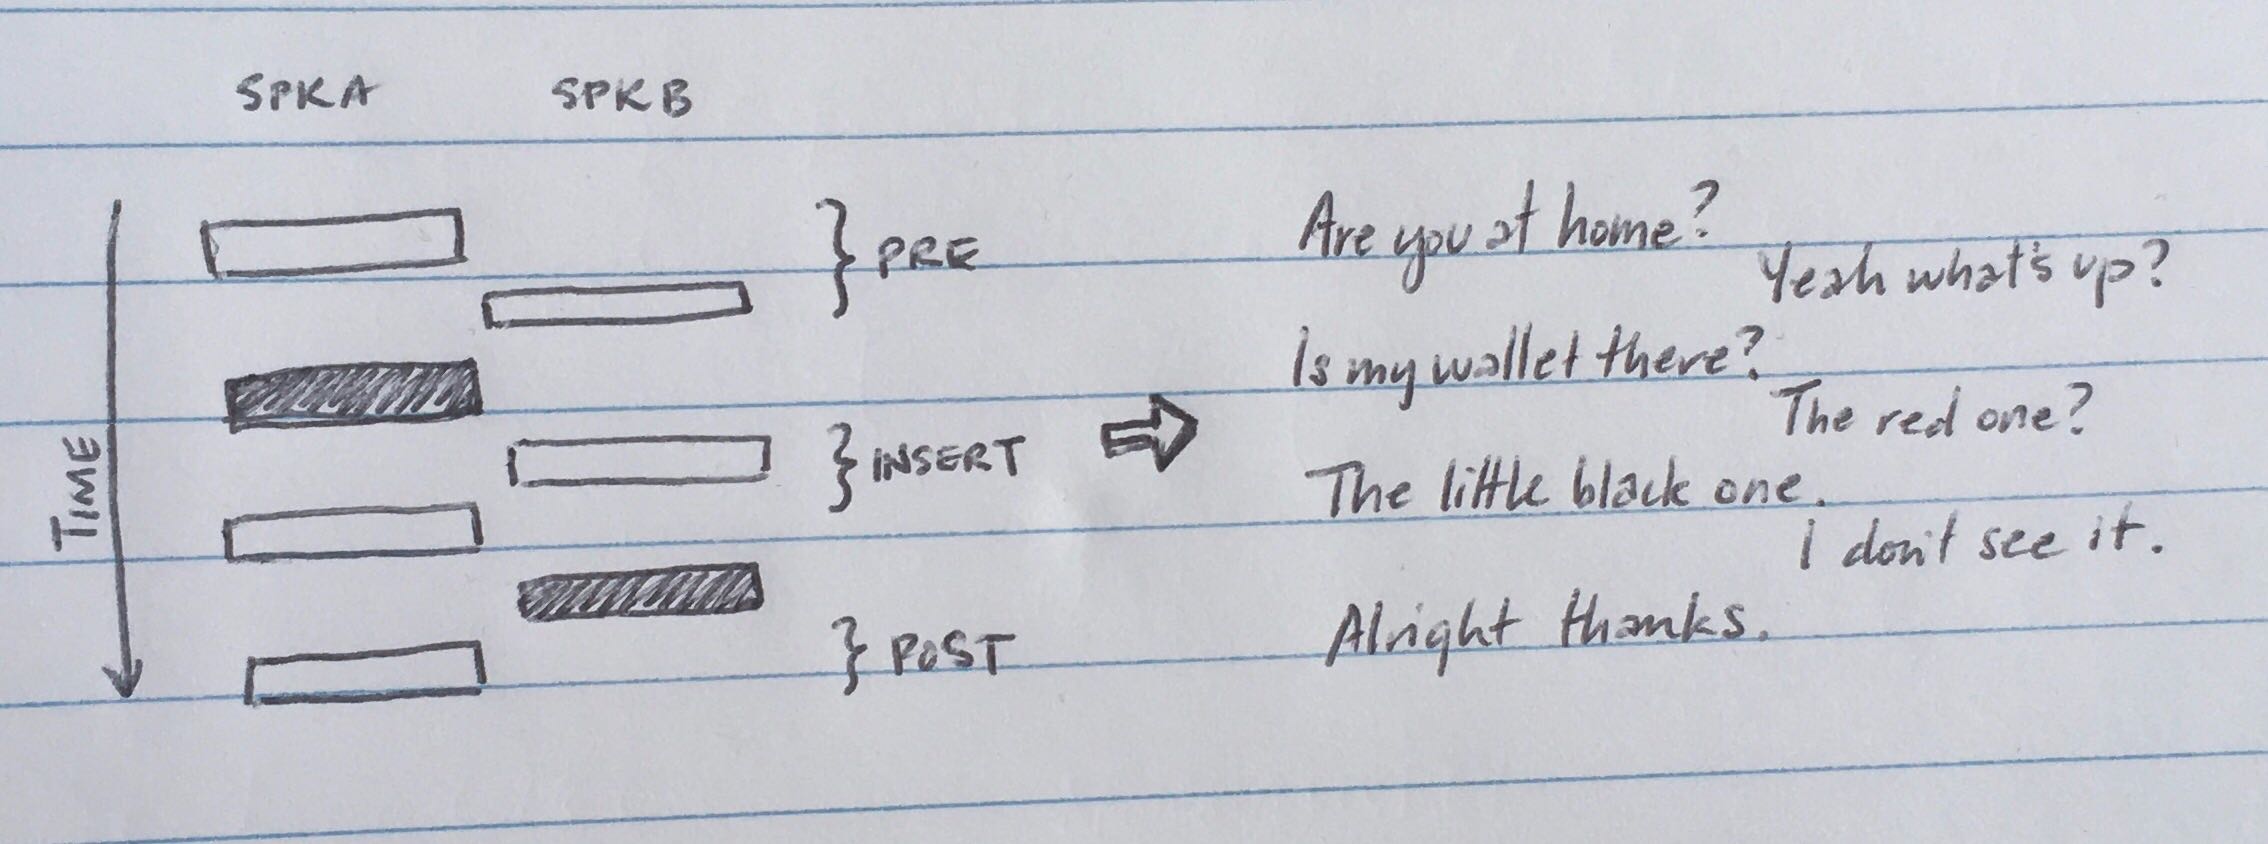 SPK A SPK B
TIME
PRE
INSERT
POST
Are you at home?
Yeah what's up?
Is my wallet there?
The red one?
The little black one.
I don't see it.
Alright thanks.